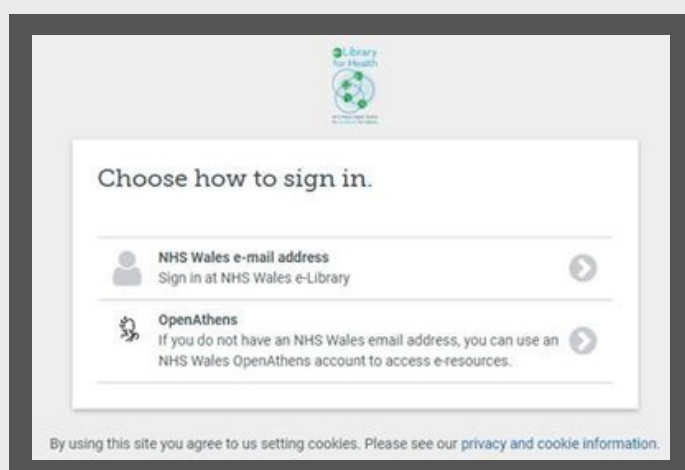 e Library
for Health
Choose how to sign in.
NHS Wales e-mail address
Sign in at NHS Wales e-Library
OpenAthens
If you do not have an NHS Wales email address, you can use an
NHS Wales OpenAthens account to access e-resources.
By using this site you agree to us setting cookies. Please see our privacy and cookie information.